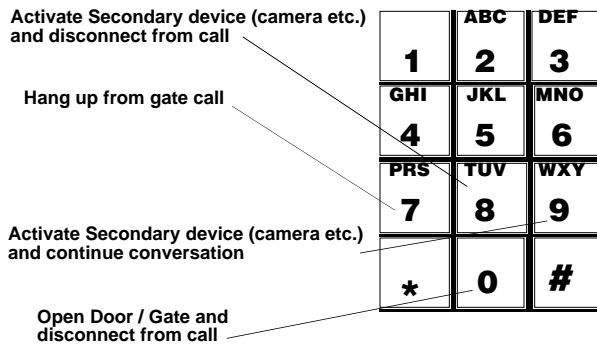 Activate Secondary device (camera etc.)
and disconnect from call
Hang up from gate call
Activate Secondary device (camera etc.)
and continue conversation
Open Door / Gate and
disconnect from call
ABC DEF
1 2 3
GHI JKL MNO
4 5 6
PRS TUV WXY
7 8 9
* 0 #